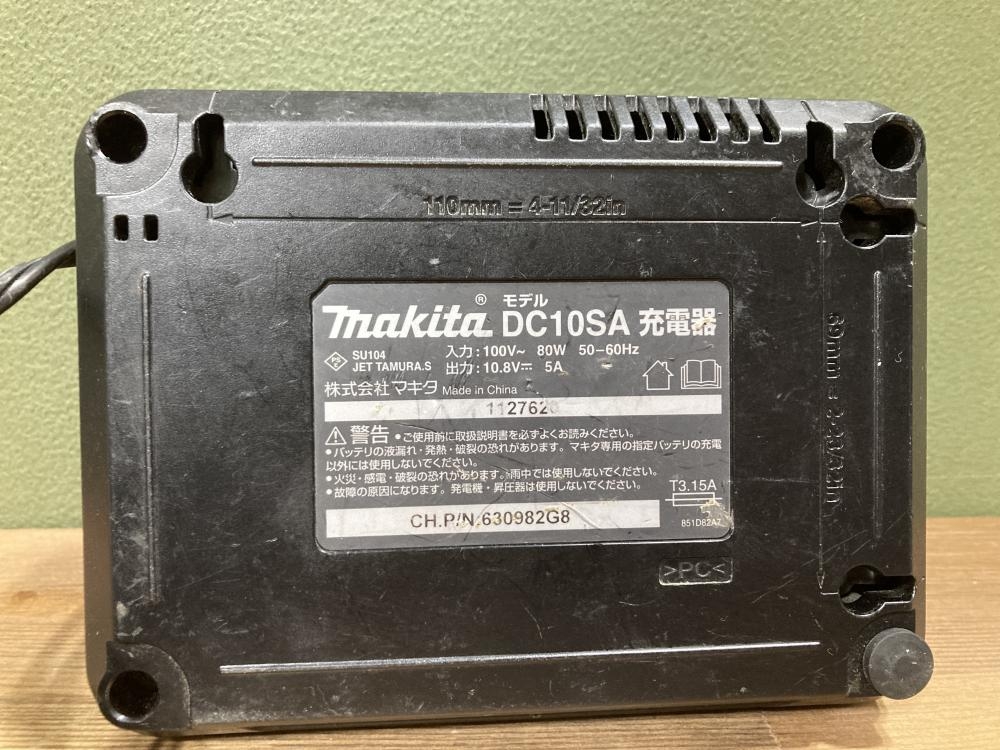 110mm = 4-11/32in
makita® モデル DC10SA 充電器
PS E
SU104
JET TAMURA.S
入力:100V~ 80W 50-60Hz
出力:10.8V⎓ 5A
株式会社マキタ Made in China
警告 •ご使用前に取扱説明書を必ずよくお読みください。
•バッテリの液漏れ・発熱・破裂の恐れがあります。マキタ専用の指定バッテリの充電
以外には使用しないでください。
•火災・感電・破裂の恐れがあります。雨中では使用しないでください。
•故障の原因になります。発電機・昇圧器は使用しないでください。
T3.15A
851D82A7
CH.P/N.630982G8
>PC<